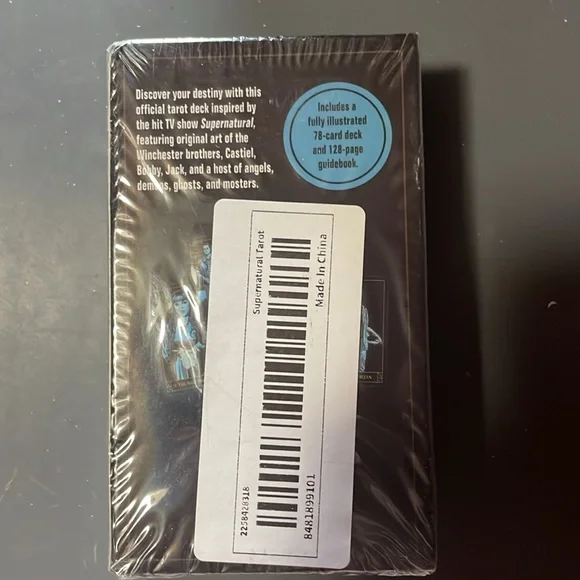 Discover your destiny with this
official tarot deck inspired by
the hit TV show Supernatural,
featuring original art of the
Winchester brothers, Castiel,
Bobby, Jack, and a host of angels,
demons, ghosts, and mosters.
Includes a
fully illustrated
78-card deck
and 128-page
guidebook.
Supernatural Tarot
Made In China
2258428318
8481899101